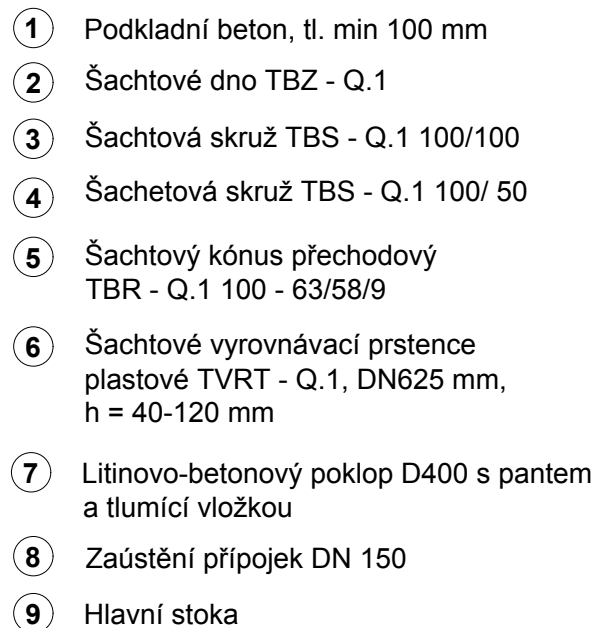 1 Podkladní beton, tl. min 100 mm
2 Šachtové dno TBZ - Q.1
3 Šachtová skruž TBS - Q.1 100/100
4 Šachetová skruž TBS - Q.1 100/ 50
5 Šachtový kónus přechodový
TBR - Q.1 100 - 63/58/9
6 Šachtové vyrovnávací prstence
plastové TVRT - Q.1, DN625 mm,
h = 40-120 mm
7 Litinovo-betonový poklop D400 s pantem
a tlumící vložkou
8 Zaústění přípojek DN 150
9 Hlavní stoka